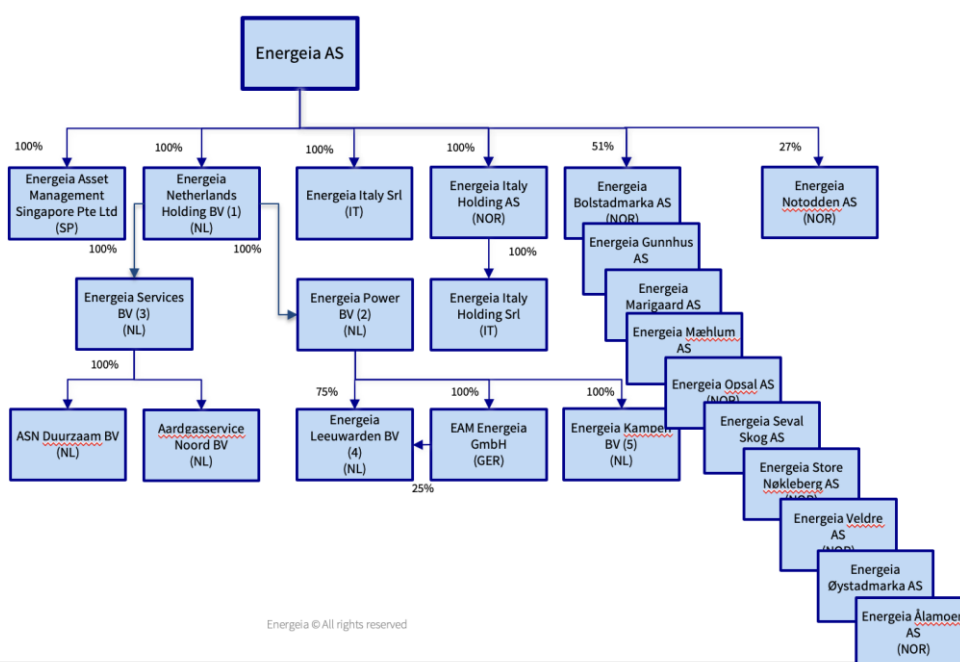 Energeia AS
100%
100%
100%
100%
51%
27%
Energeia Asset
Management
Singapore Pte Ltd
(SP)
Energeia
Netherlands
Holding BV (1)
(NL)
Energeia Italy Srl
(IT)
Energeia Italy
Holding AS
(NOR)
Energeia
Bolstadmarka AS
(NOR)
Energeia
Notodden AS
(NOR)
Energeia Gunnhus
AS
100%
100%
100%
Energeia Services
BV (3)
(NL)
Energeia Power
BV (2)
(NL)
Energeia Italy
Holding Srl
(IT)
Energeia
Marigaard AS
Energeia Mæhlum
AS
100%
75%
100%
100%
Energeia Opsal AS
(NOR)
ASN Duurzaam BV
(NL)
Aardgasservice
Noord BV
(NL)
Energeia
Leeuwarden BV
(4)
(NL)
EAM Energeia
GmbH
(GER)
Energeia Kampen
BV (5)
(NL)
25%
Energeia Seval
Skog AS
Energeia Store
Nøkleberg AS
(NOR)
Energeia Veldre
AS
(NOR)
Energeia
Øystadmarka AS
Energeia Ålamoen
AS
(NOR)
Energeia © All rights reserved